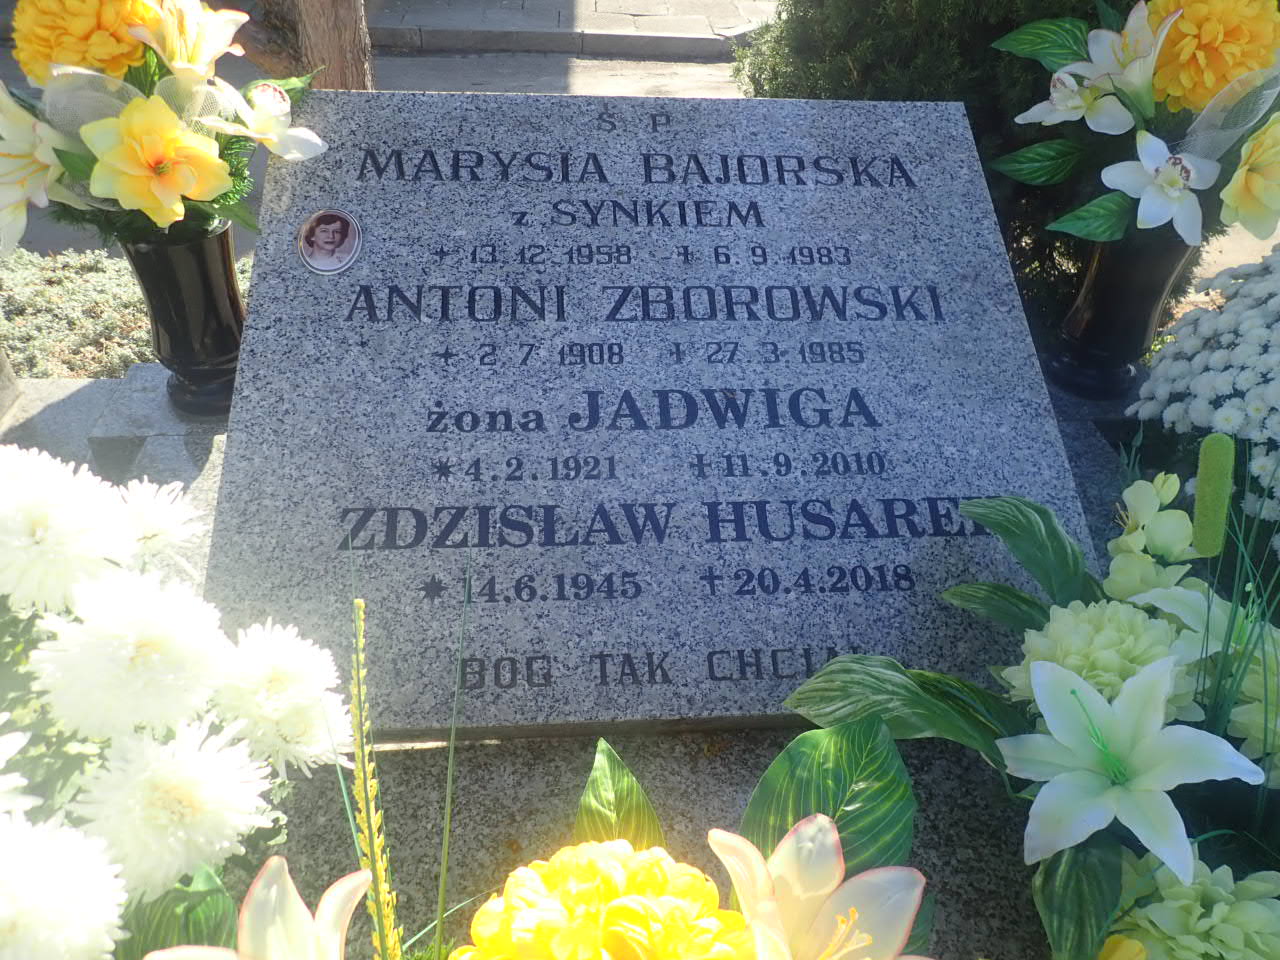 Ś P
MARYSIA BAJORSKA
z SYNKIEM
+ 13.12.1958 + 6.9.1983
ANTONI ZBOROWSKI
+ 2.7.1908 + 27.3.1985
żona JADWIGA
* 4.2.1921 † 11.9.2010
ZDZISŁAW
* 14.6.1945 † 20.4.2018
BOG TAK